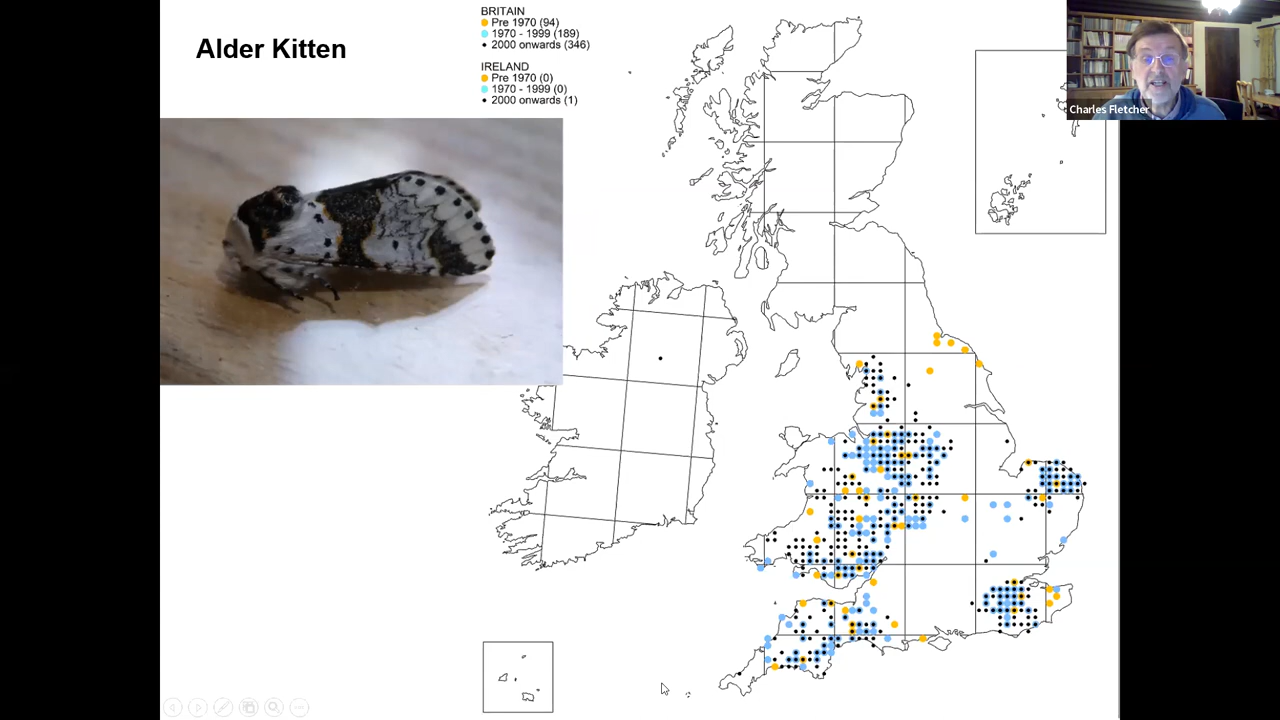 Alder Kitten
BRITAIN
Pre 1970 (94)
1970 - 1999 (189)
2000 onwards (346)
IRELAND
Pre 1970 (0)
1970 - 1999 (0)
2000 onwards (1)
Charles Fletcher